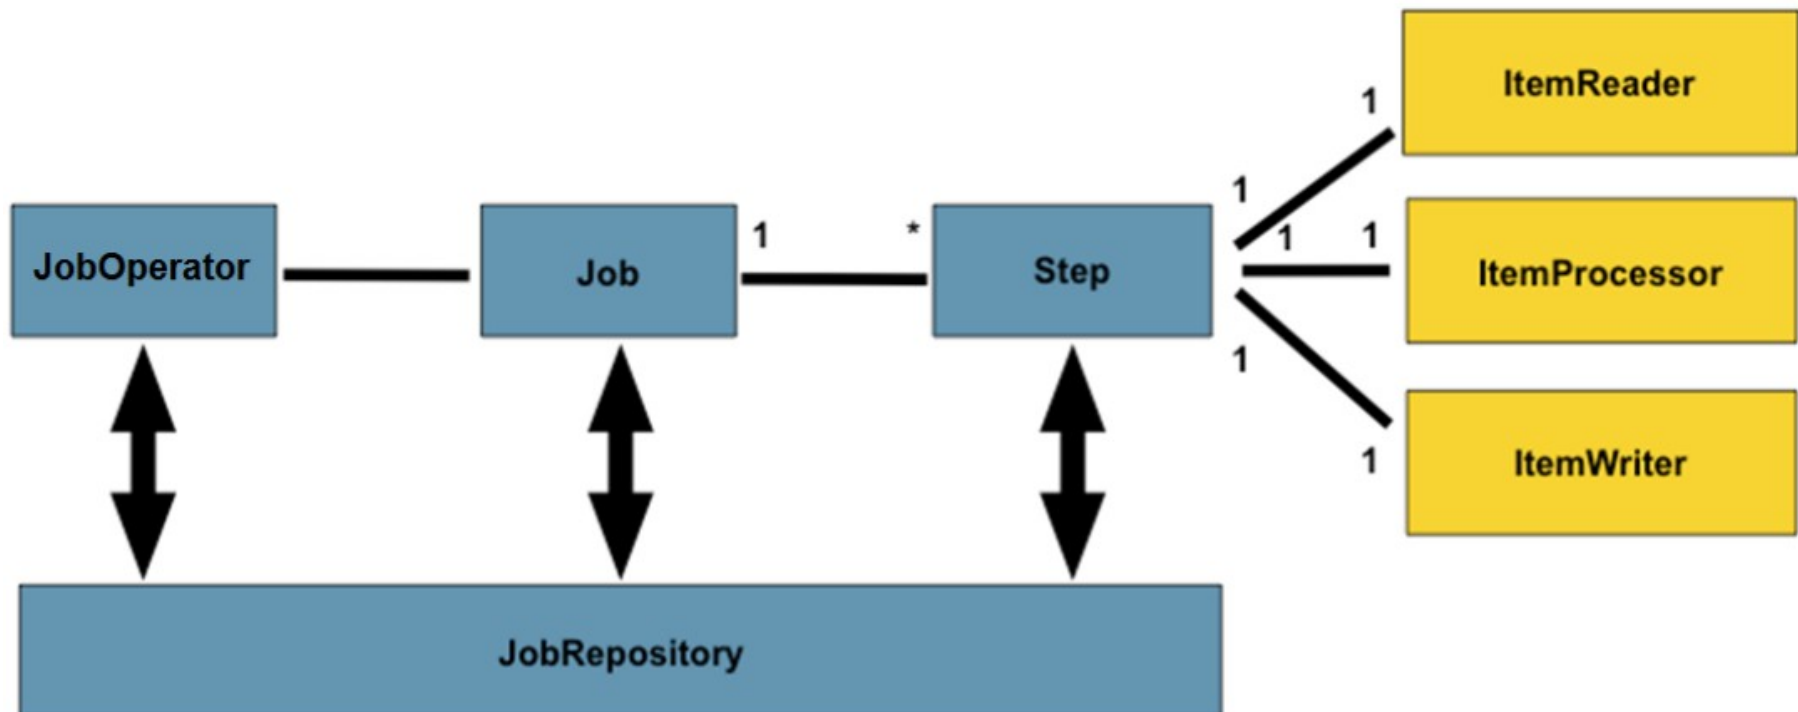 ItemReader
1
1
JobOperator
Job
1
*
Step
1
1
ItemProcessor
1
1
ItemWriter
JobRepository